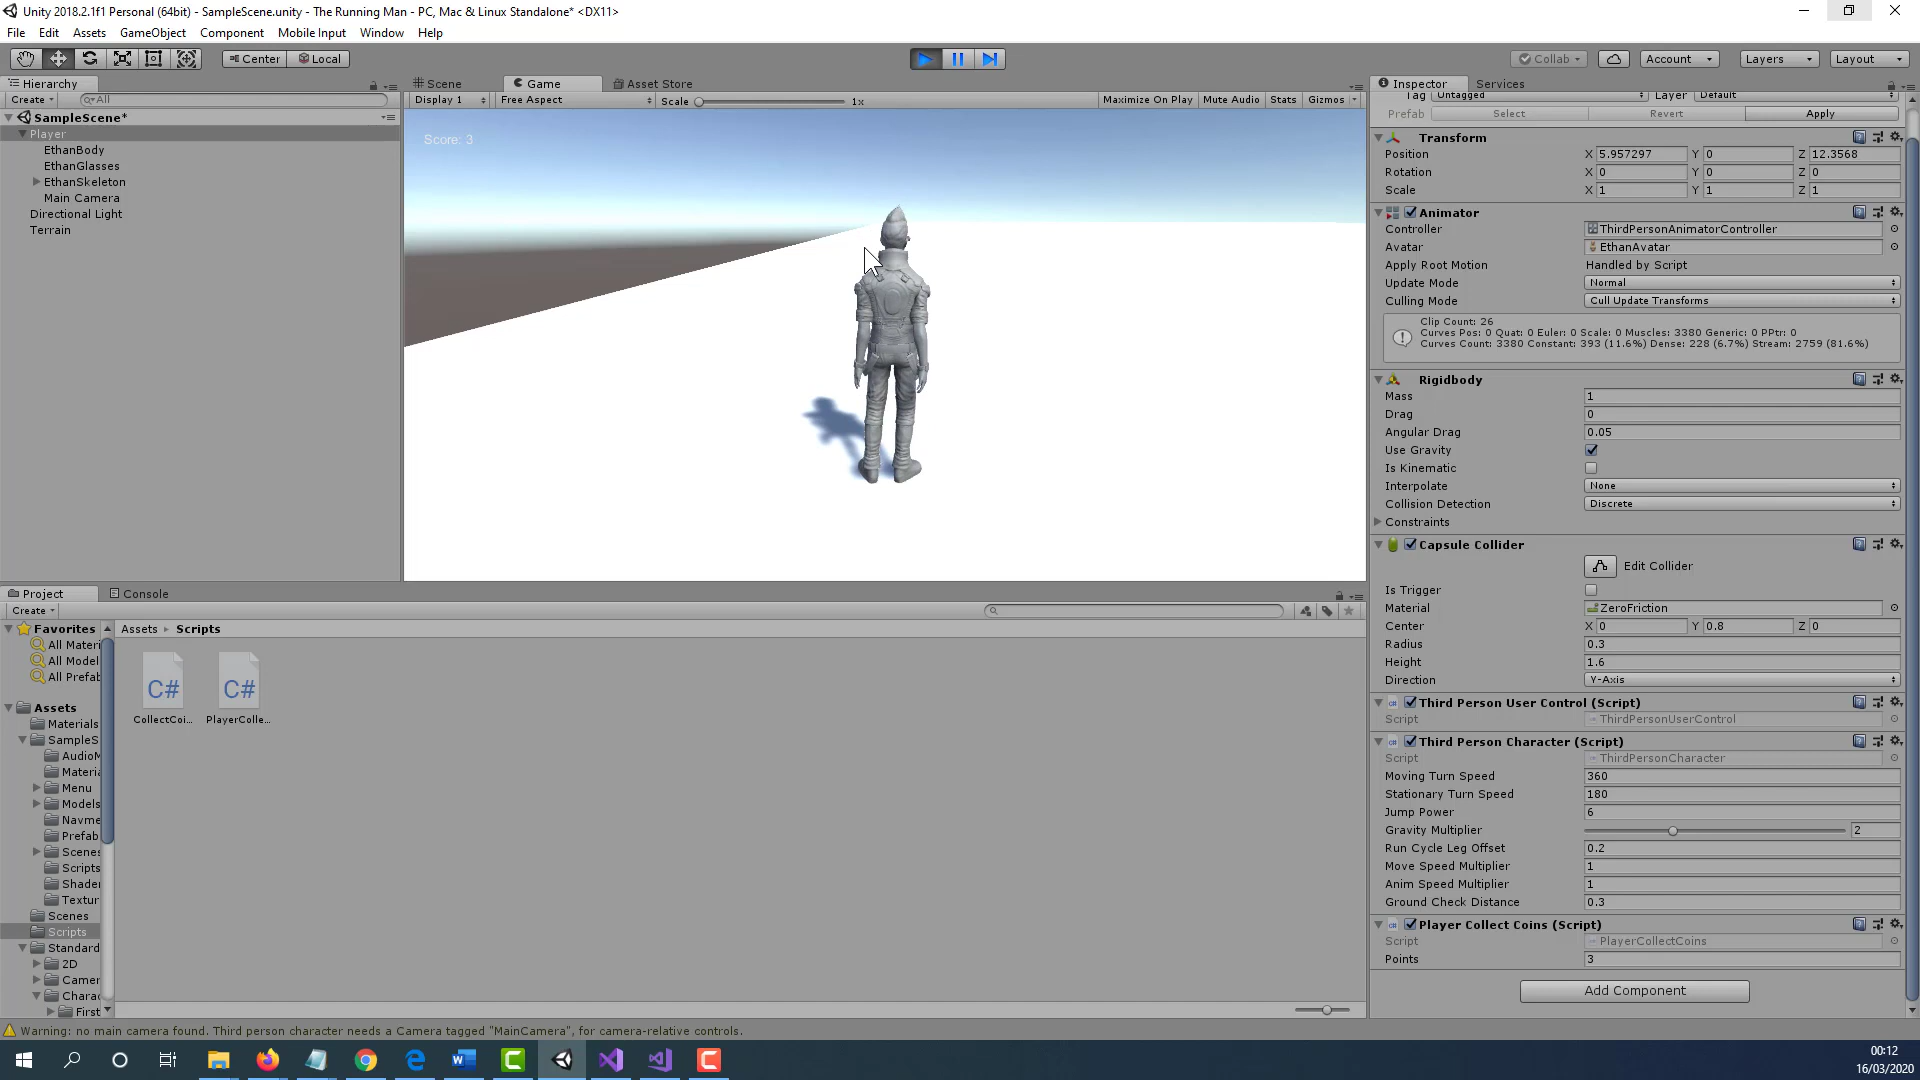 Unity 2018.2.1f1 Personal (64bit) - SampleScene.unity - The Running Man - PC, Mac & Linux Standalone* <DX11>
File Edit Assets GameObject Component Mobile Input Window Help
Center Local Collab Account Layers Layout
Hierarchy
Create All
SampleScene*
Player
EthanBody
EthanGlasses
EthanSkeleton
Main Camera
Directional Light
Terrain
Scene Game Asset Store
Display 1 Free Aspect Scale 1x Maximize On Play Mute Audio Stats Gizmos
Score: 3
Inspector Services
Tag Untagged Layer Default
Prefab Select Revert Apply
Transform
Position X 5.957297 Y 0 Z 12.3568
Rotation X 0 Y 0 Z 0
Scale X 1 Y 1 Z 1
Animator
Controller ThirdPersonAnimatorController
Avatar EthanAvatar
Apply Root Motion Handled by Script
Update Mode Normal
Culling Mode Cull Update Transforms
Clip Count: 26
Curves Pos: 0 Quat: 0 Euler: 0 Scale: 0 Muscles: 3380 Generic: 0 PPtr: 0
Curves Count: 3380 Constant: 393 (11.6%) Dense: 228 (6.7%) Stream: 2759 (81.6%)
Rigidbody
Mass 1
Drag 0
Angular Drag 0.05
Use Gravity
Is Kinematic
Interpolate None
Collision Detection Discrete
Constraints
Capsule Collider
Edit Collider
Is Trigger
Material ZeroFriction
Center X 0 Y 0.8 Z 0
Radius 0.3
Height 1.6
Direction Y-Axis
Third Person User Control (Script)
Script ThirdPersonUserControl
Third Person Character (Script)
Script ThirdPersonCharacter
Moving Turn Speed 360
Stationary Turn Speed 180
Jump Power 6
Gravity Multiplier 2
Run Cycle Leg Offset 0.2
Move Speed Multiplier 1
Anim Speed Multiplier 1
Ground Check Distance 0.3
Player Collect Coins (Script)
Script PlayerCollectCoins
Points 3
Add Component
Project Console
Create
Favorites
All Materi
All Model
All Prefab
Assets
Materials
SampleS
AudioM
Materia
Menu
Models
Navme
Prefab
Scenes
Scripts
Shade
Textur
Scenes
Scripts
Standard
2D
Camer
Charac
First
Assets Scripts
C# C#
CollectCoi... PlayerColle...
Warning: no main camera found. Third person character needs a Camera tagged "MainCamera", for camera-relative controls.
00:12
16/03/2020